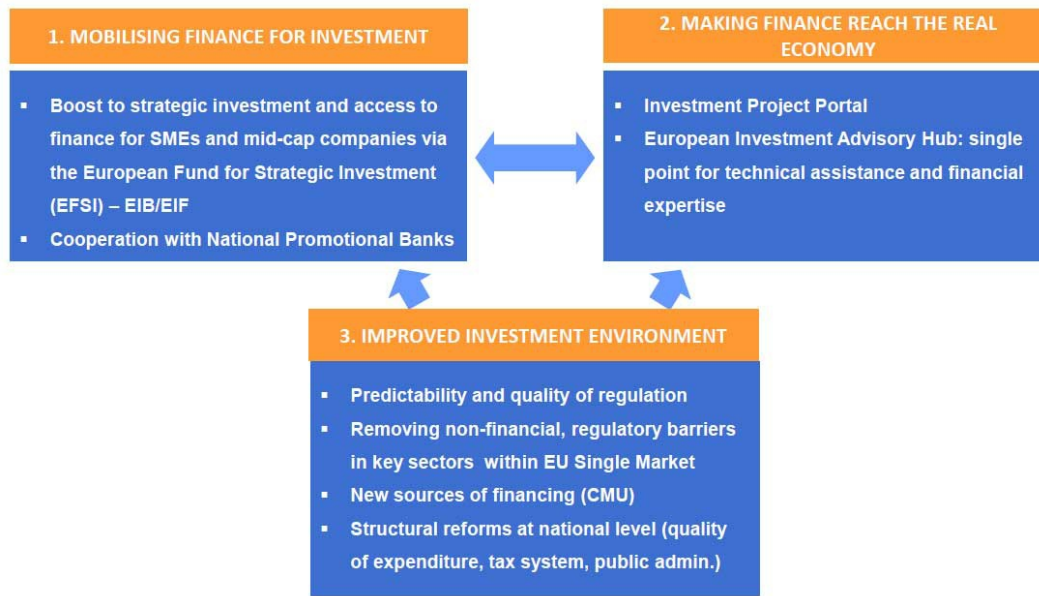 1. MOBILISING FINANCE FOR INVESTMENT
▪ Boost to strategic investment and access to
finance for SMEs and mid-cap companies via
the European Fund for Strategic Investment
(EFSI) – EIB/EIF
▪ Cooperation with National Promotional Banks
2. MAKING FINANCE REACH THE REAL
ECONOMY
▪ Investment Project Portal
▪ European Investment Advisory Hub: single
point for technical assistance and financial
expertise
3. IMPROVED INVESTMENT ENVIRONMENT
▪ Predictability and quality of regulation
▪ Removing non-financial, regulatory barriers
in key sectors within EU Single Market
▪ New sources of financing (CMU)
▪ Structural reforms at national level (quality
of expenditure, tax system, public admin.)